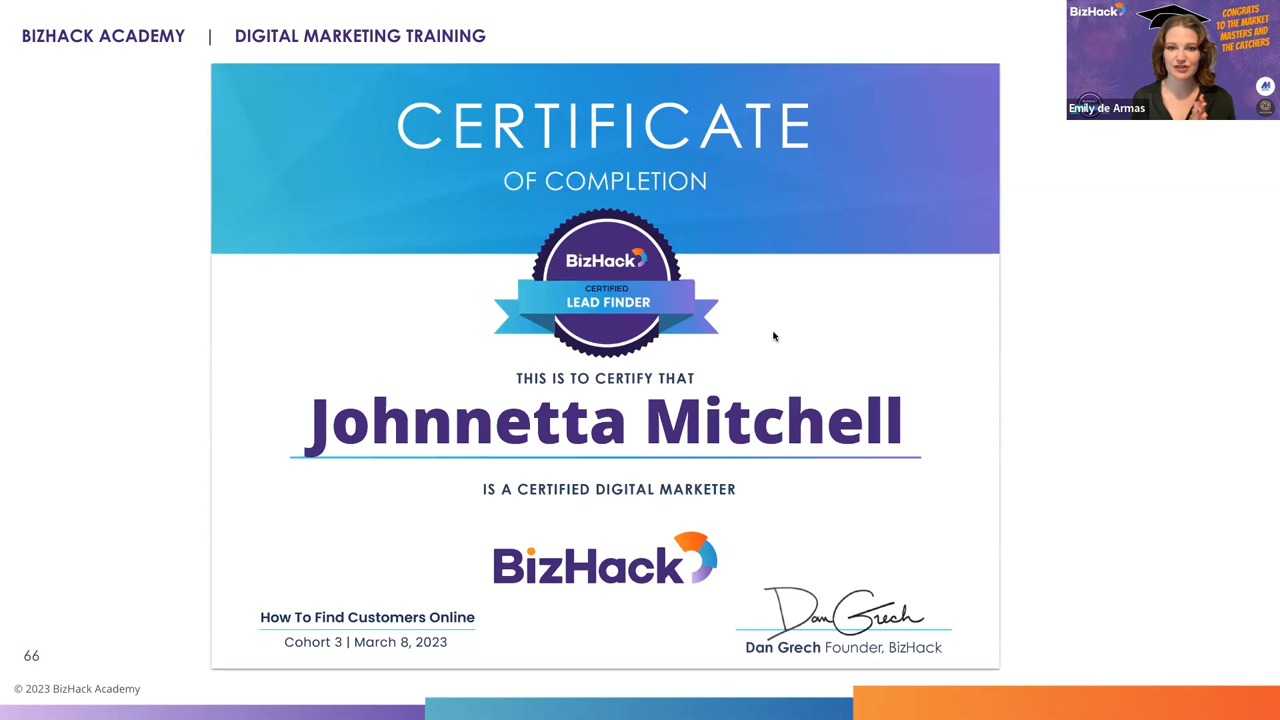 BIZHACK ACADEMY | DIGITAL MARKETING TRAINING
BizHack
CONGRATS
TO THE MARKET
MASTERS AND
THE CATCHERS
Emily de Armas
CERTIFICATE
OF COMPLETION
BizHack
CERTIFIED
LEAD FINDER
THIS IS TO CERTIFY THAT
Johnnetta Mitchell
IS A CERTIFIED DIGITAL MARKETER
BizHack
How To Find Customers Online
Cohort 3 | March 8, 2023
Dan Grech
Dan Grech Founder, BizHack
66
© 2023 BizHack Academy